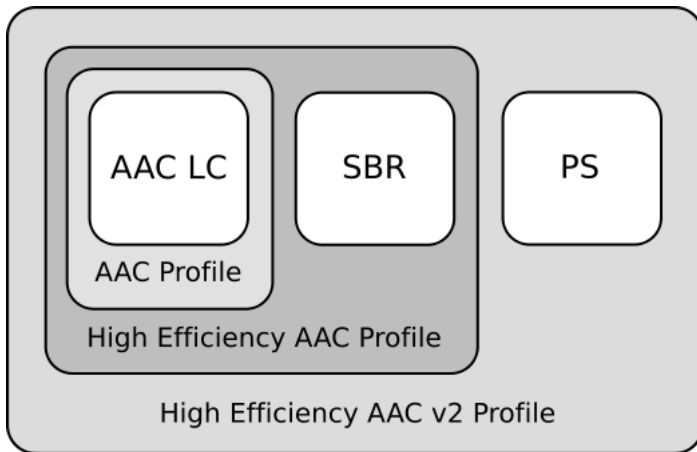 AAC LC
SBR
PS
AAC Profile
High Efficiency AAC Profile
High Efficiency AAC v2 Profile